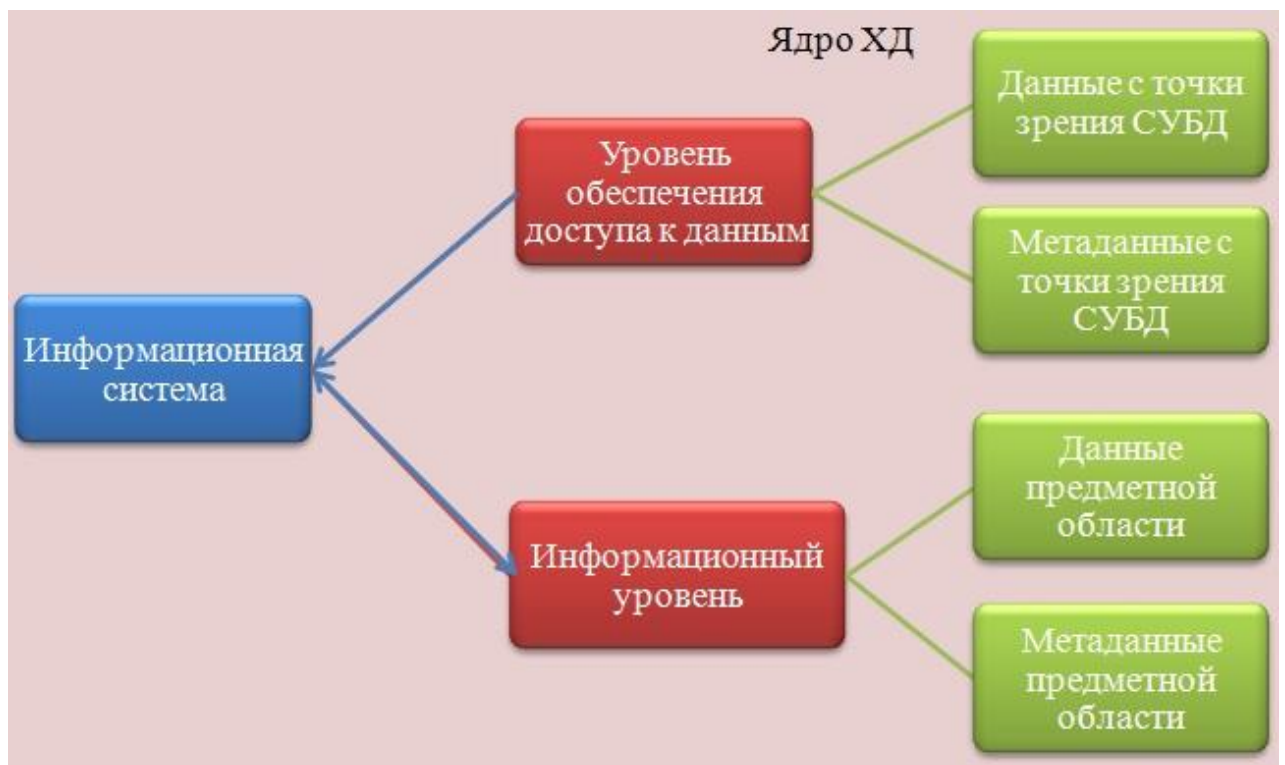 Ядро ХД
Данные с точки
зрения СУБД
Уровень
обеспечения
доступа к данным
Метаданные с
точки зрения
СУБД
Информационная
система
Данные
предметной
области
Информационный
уровень
Метаданные
предметной
области